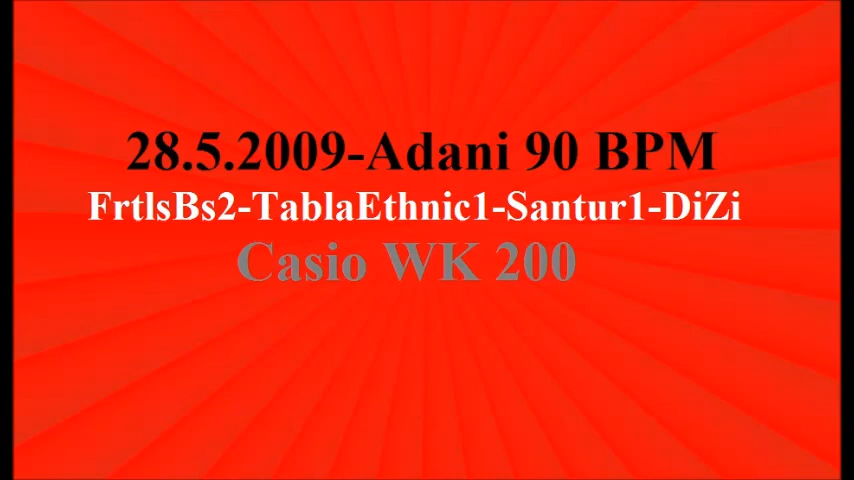 28.5.2009-Adani 90 BPM
FrtlsBs2-TablaEthnic1-Santur1-DiZi
Casio WK 200